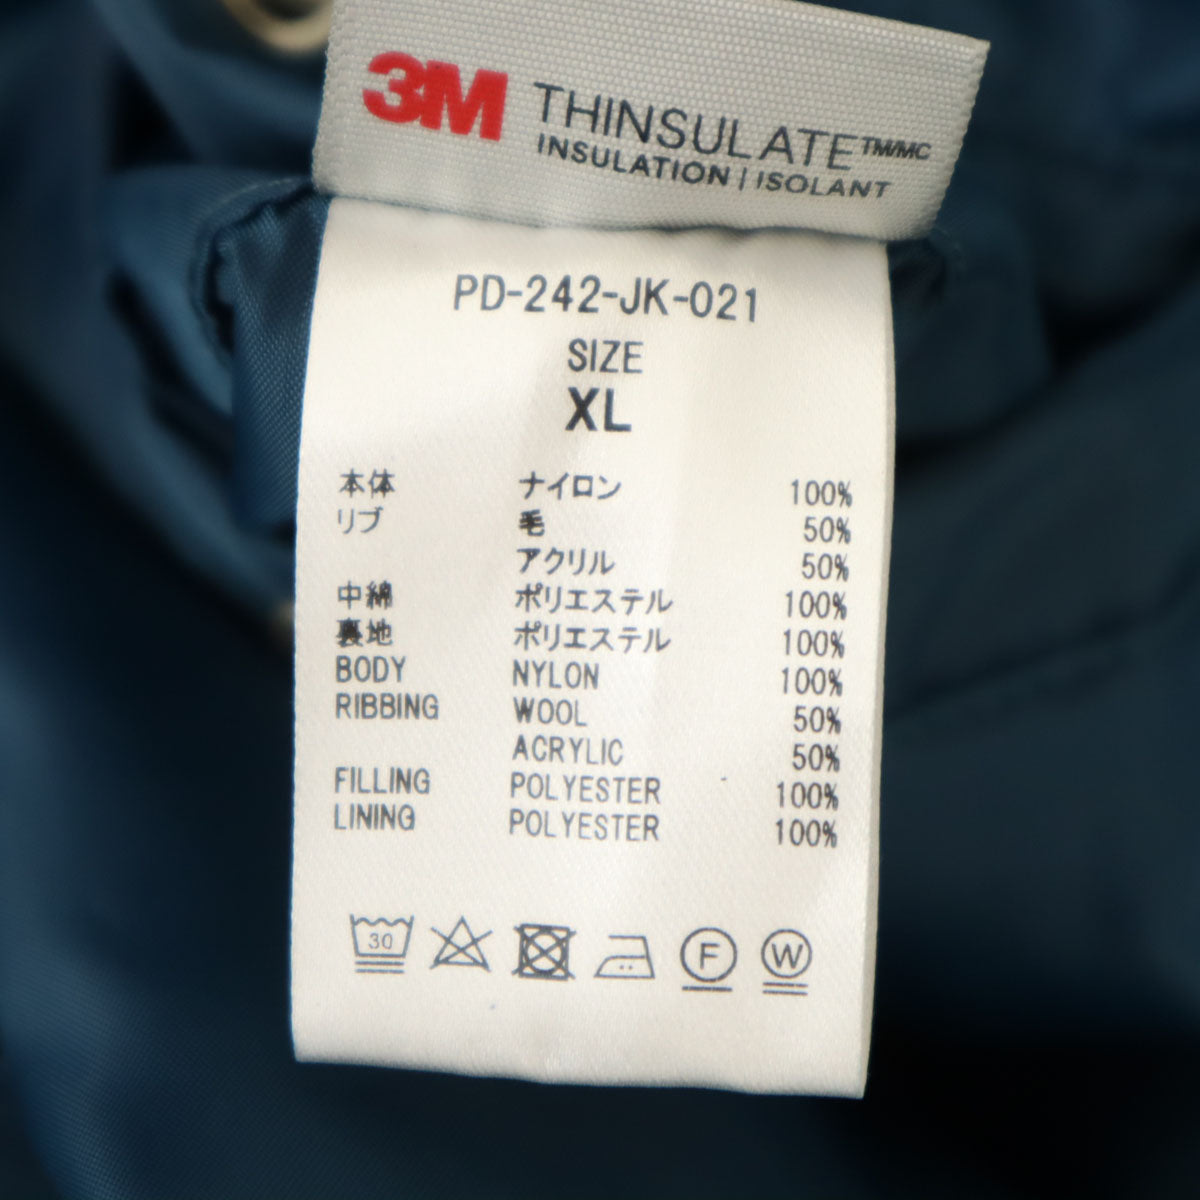 3M THINSULATE™/MC
INSULATION | ISOLANT
PD-242-JK-021
SIZE
XL
本体 ナイロン 100%
リブ 毛 50%
アクリル 50%
中綿 ポリエステル 100%
裏地 ポリエステル 100%
BODY NYLON 100%
RIBBING WOOL 50%
ACRYLIC 50%
FILLING POLYESTER 100%
LINING POLYESTER 100%
30 F W